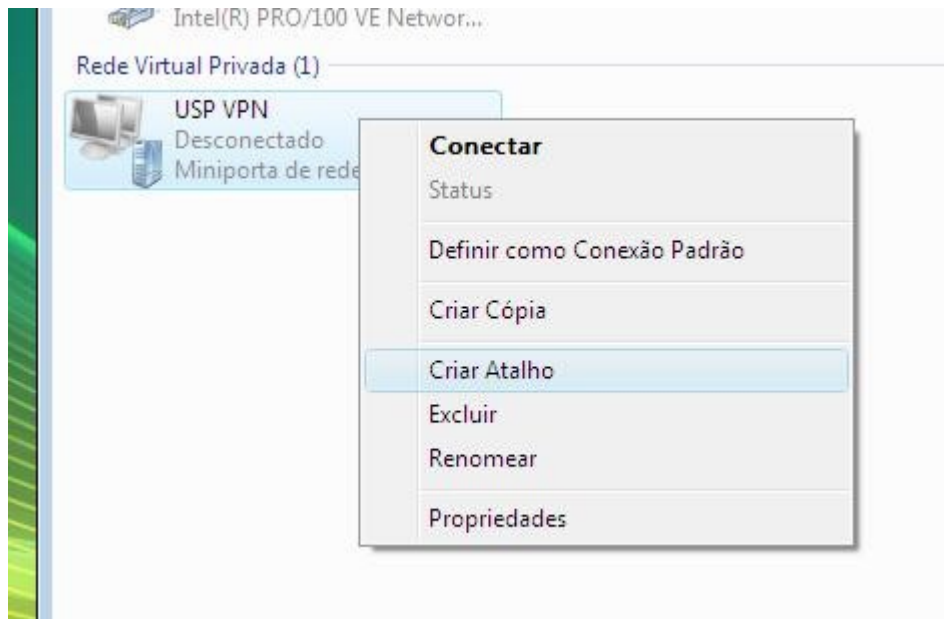 Intel(R) PRO/100 VE Networ...
Rede Virtual Privada (1)
USP VPN
Desconectado
Miniporta de rede
Conectar
Status
Definir como Conexão Padrão
Criar Cópia
Criar Atalho
Excluir
Renomear
Propriedades